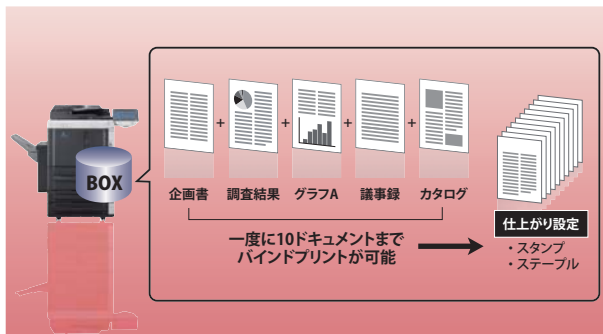 BOX
企画書 + 調査結果 + グラフA + 議事録 + カタログ
一度に10ドキュメントまで
バインドプリントが可能
仕上がり設定
・スタンプ
・ステープル